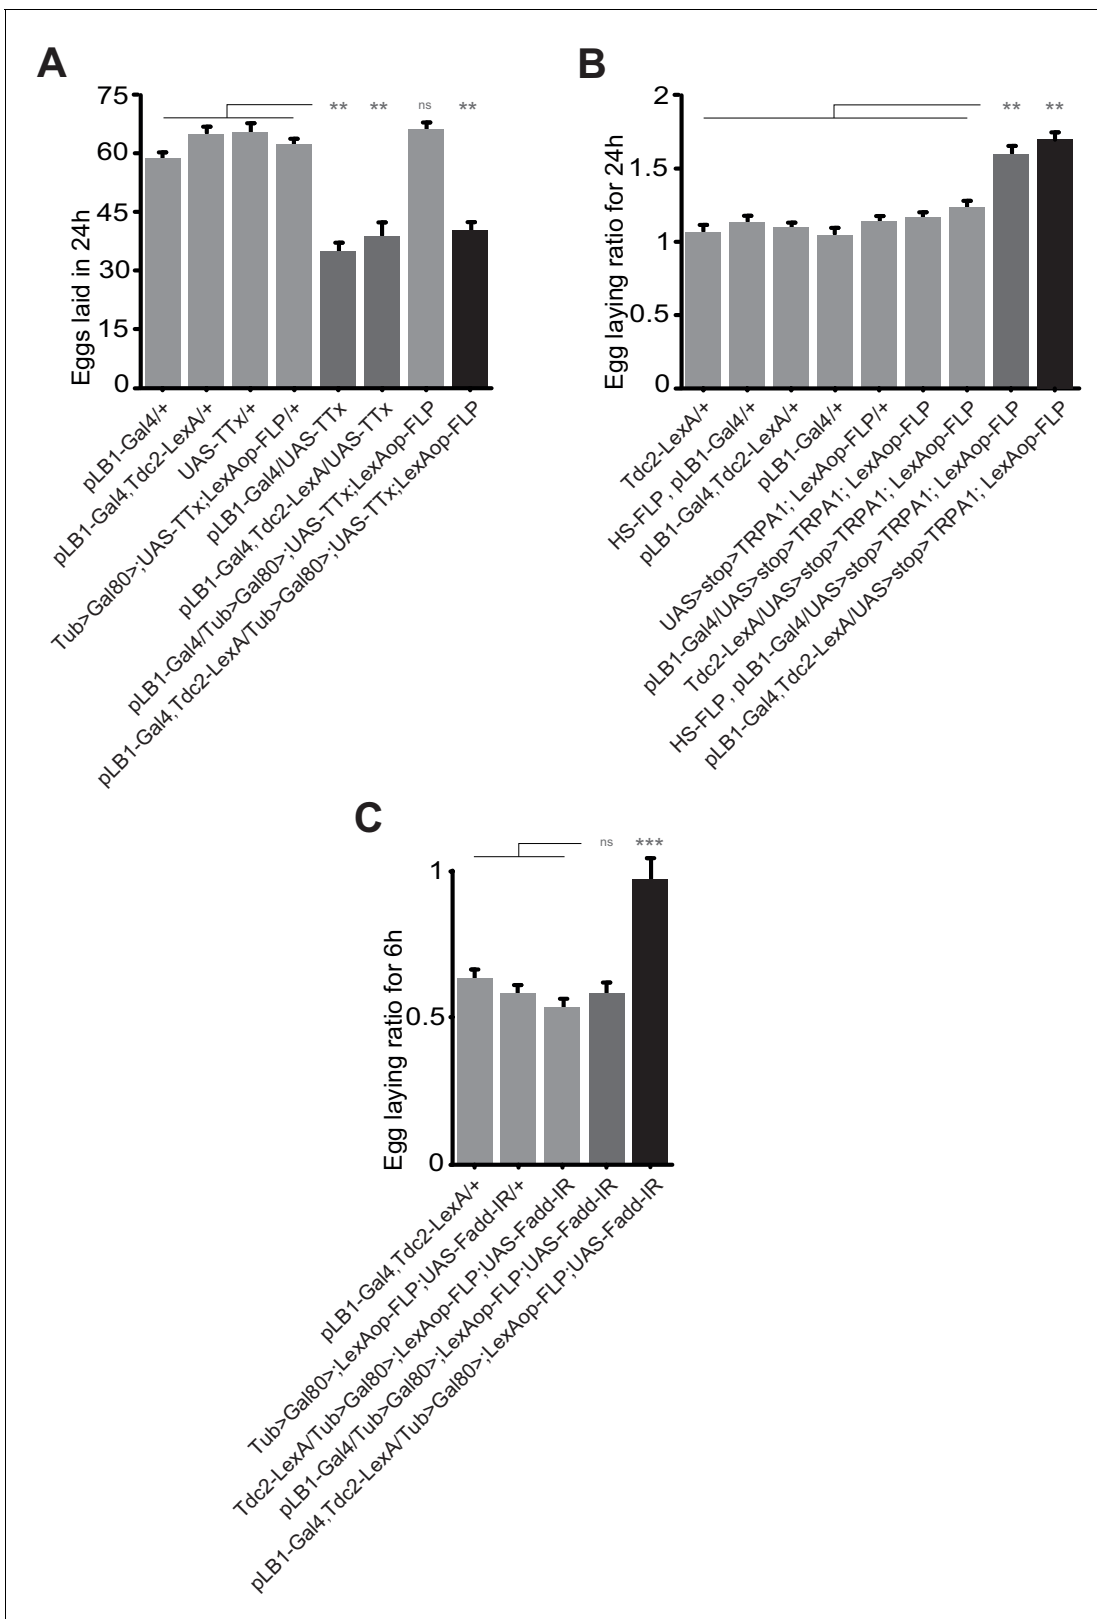 A
Eggs laid in 24h
75
60
45
30
15
0
** ** ns **
pLB1-Gal4/+
pLB1-Gal4,Tdc2-LexA/+
UAS-TTx/+
Tub>Gal80>;UAS-TTx;LexAop-FLP/+
pLB1-Gal4/UAS-TTx
pLB1-Gal4,Tdc2-LexA/UAS-TTx
pLB1-Gal4/Tub>Gal80>;UAS-TTx;LexAop-FLP
pLB1-Gal4,Tdc2-LexA/Tub>Gal80>;UAS-TTx;LexAop-FLP
B
Egg laying ratio for 24h
2
1.5
1
0.5
0
** **
Tdc2-LexA/+
HS-FLP, pLB1-Gal4/+
pLB1-Gal4,Tdc2-LexA/+
pLB1-Gal4/+
UAS>stop>TRPA1; LexAop-FLP/+
pLB1-Gal4/UAS>stop>TRPA1; LexAop-FLP
Tdc2-LexA/UAS>stop>TRPA1; LexAop-FLP
HS-FLP, pLB1-Gal4/UAS>stop>TRPA1; LexAop-FLP
pLB1-Gal4,Tdc2-LexA/UAS>stop>TRPA1; LexAop-FLP
C
Egg laying ratio for 6h
1
0.5
0
ns ***
pLB1-Gal4,Tdc2-LexA/+
Tub>Gal80>;LexAop-FLP;UAS-Fadd-IR/+
Tdc2-LexA/Tub>Gal80>;LexAop-FLP;UAS-Fadd-IR
pLB1-Gal4/Tub>Gal80>;LexAop-FLP;UAS-Fadd-IR
pLB1-Gal4,Tdc2-LexA/Tub>Gal80>;LexAop-FLP;UAS-Fadd-IR